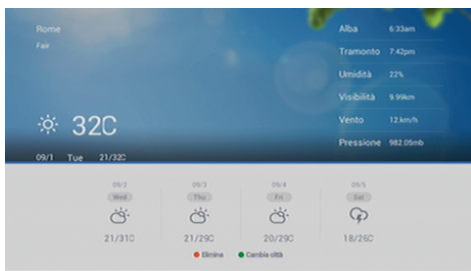 Rome
Fair
32C
09/1 Tue 21/32C
Alba 6:33am
Tramonto 7:42pm
Umidità 22%
Visibilità 9.99km
Vento 12.km/h
Pressione 982.05mb
09/2 09/3 09/4 09/5
Wed Thu Fri Sat
21/31C 21/29C 20/29C 18/26C
Elimina Cambia città